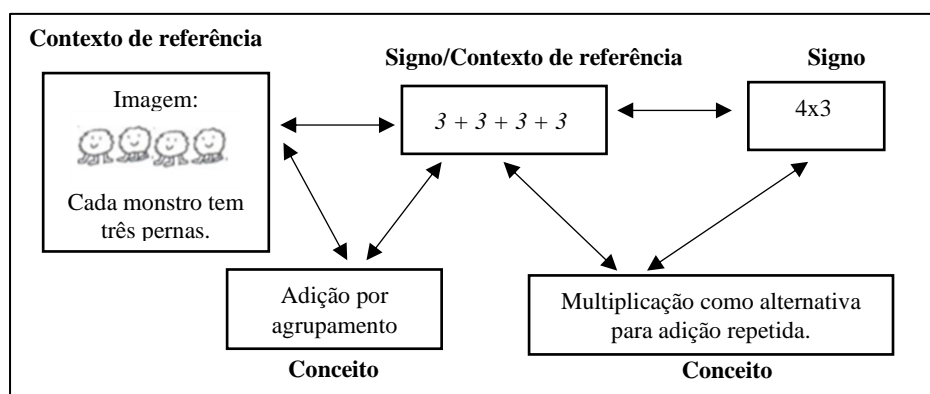 Contexto de referência
Signo/Contexto de referência
Signo
Imagem:
Cada monstro tem
três pernas.
3 + 3 + 3 + 3
4x3
Adição por
agrupamento
Conceito
Multiplicação como alternativa
para adição repetida.
Conceito